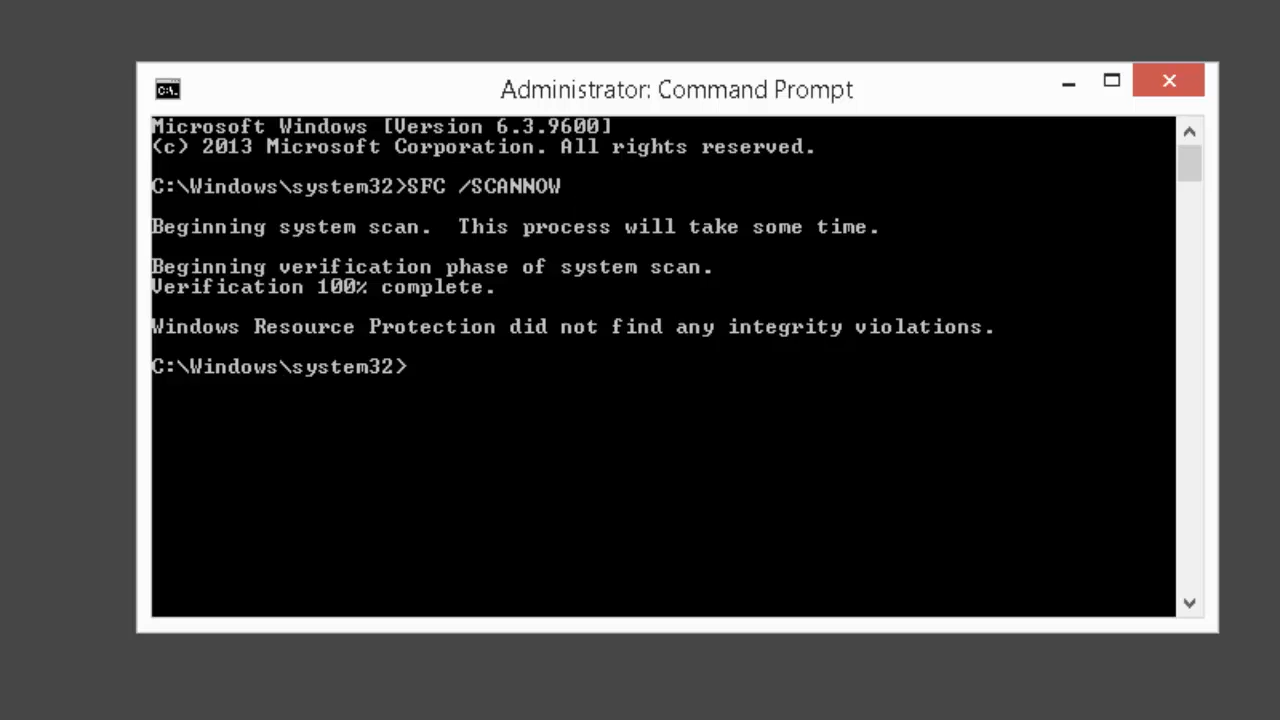 Administrator: Command Prompt
C:\.
Microsoft Windows [Version 6.3.9600]
(c) 2013 Microsoft Corporation. All rights reserved.
C:\Windows\system32>SFC /SCANNOW
Beginning system scan.  This process will take some time.
Beginning verification phase of system scan.
Verification 100% complete.
Windows Resource Protection did not find any integrity violations.
C:\Windows\system32>